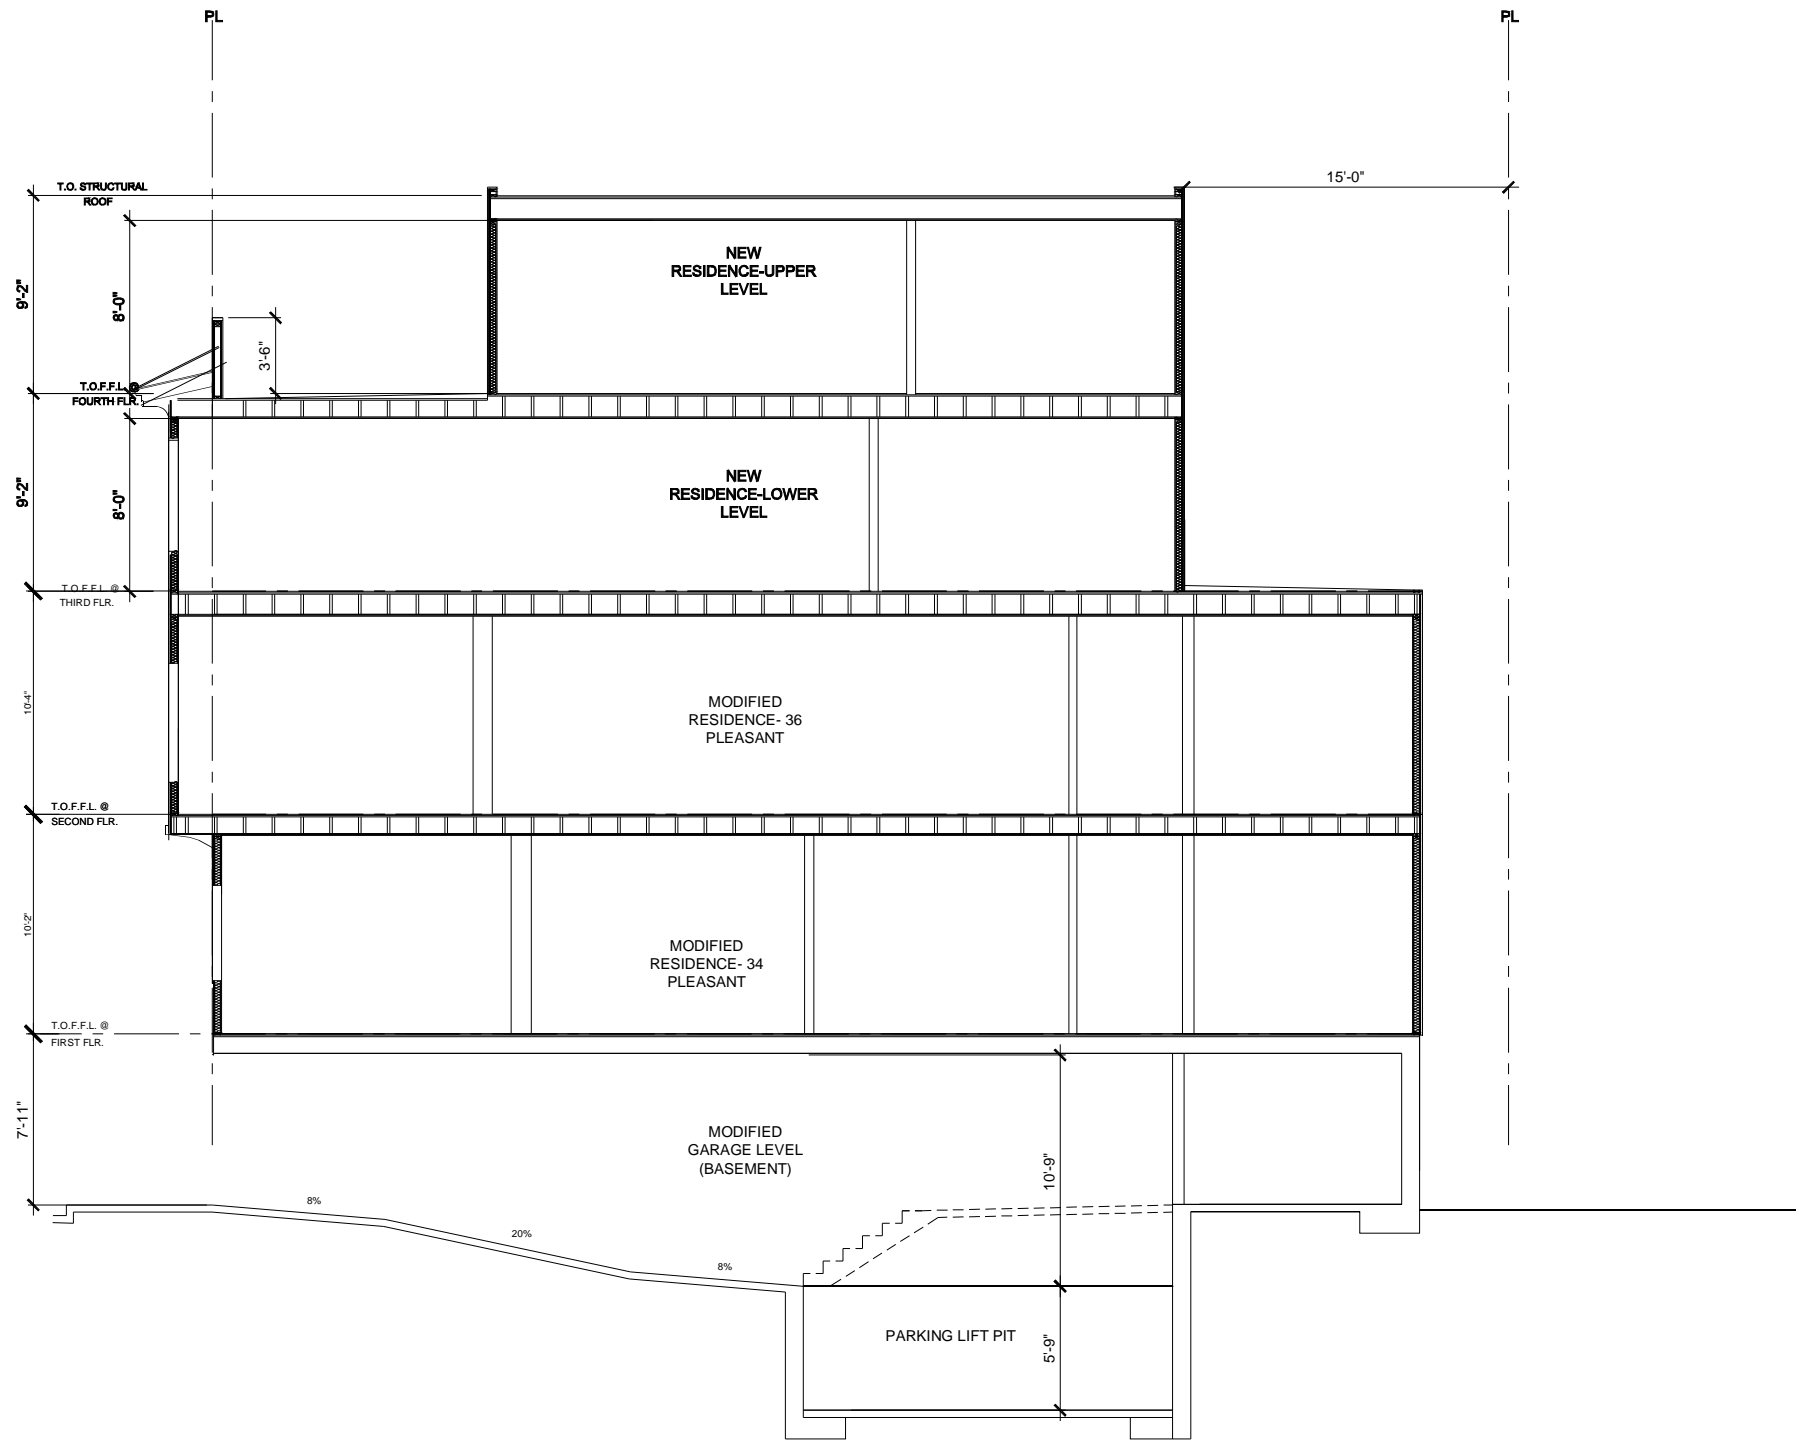 PL
PL
T.O. STRUCTURAL
ROOF
15'-0"
NEW
RESIDENCE-UPPER
LEVEL
9'-2"
8'-0"
3'-6"
T.O.F.F.L.
FOURTH FLR.
NEW
RESIDENCE-LOWER
LEVEL
9'-2"
8'-0"
T.O.F.F.L. @
THIRD FLR.
MODIFIED
RESIDENCE- 36
PLEASANT
10'-4"
T.O.F.F.L. @
SECOND FLR.
10'-2"
MODIFIED
RESIDENCE- 34
PLEASANT
T.O.F.F.L. @
FIRST FLR.
7'-11"
MODIFIED
GARAGE LEVEL
(BASEMENT)
10'-9"
8%
20%
8%
PARKING LIFT PIT
5'-9"